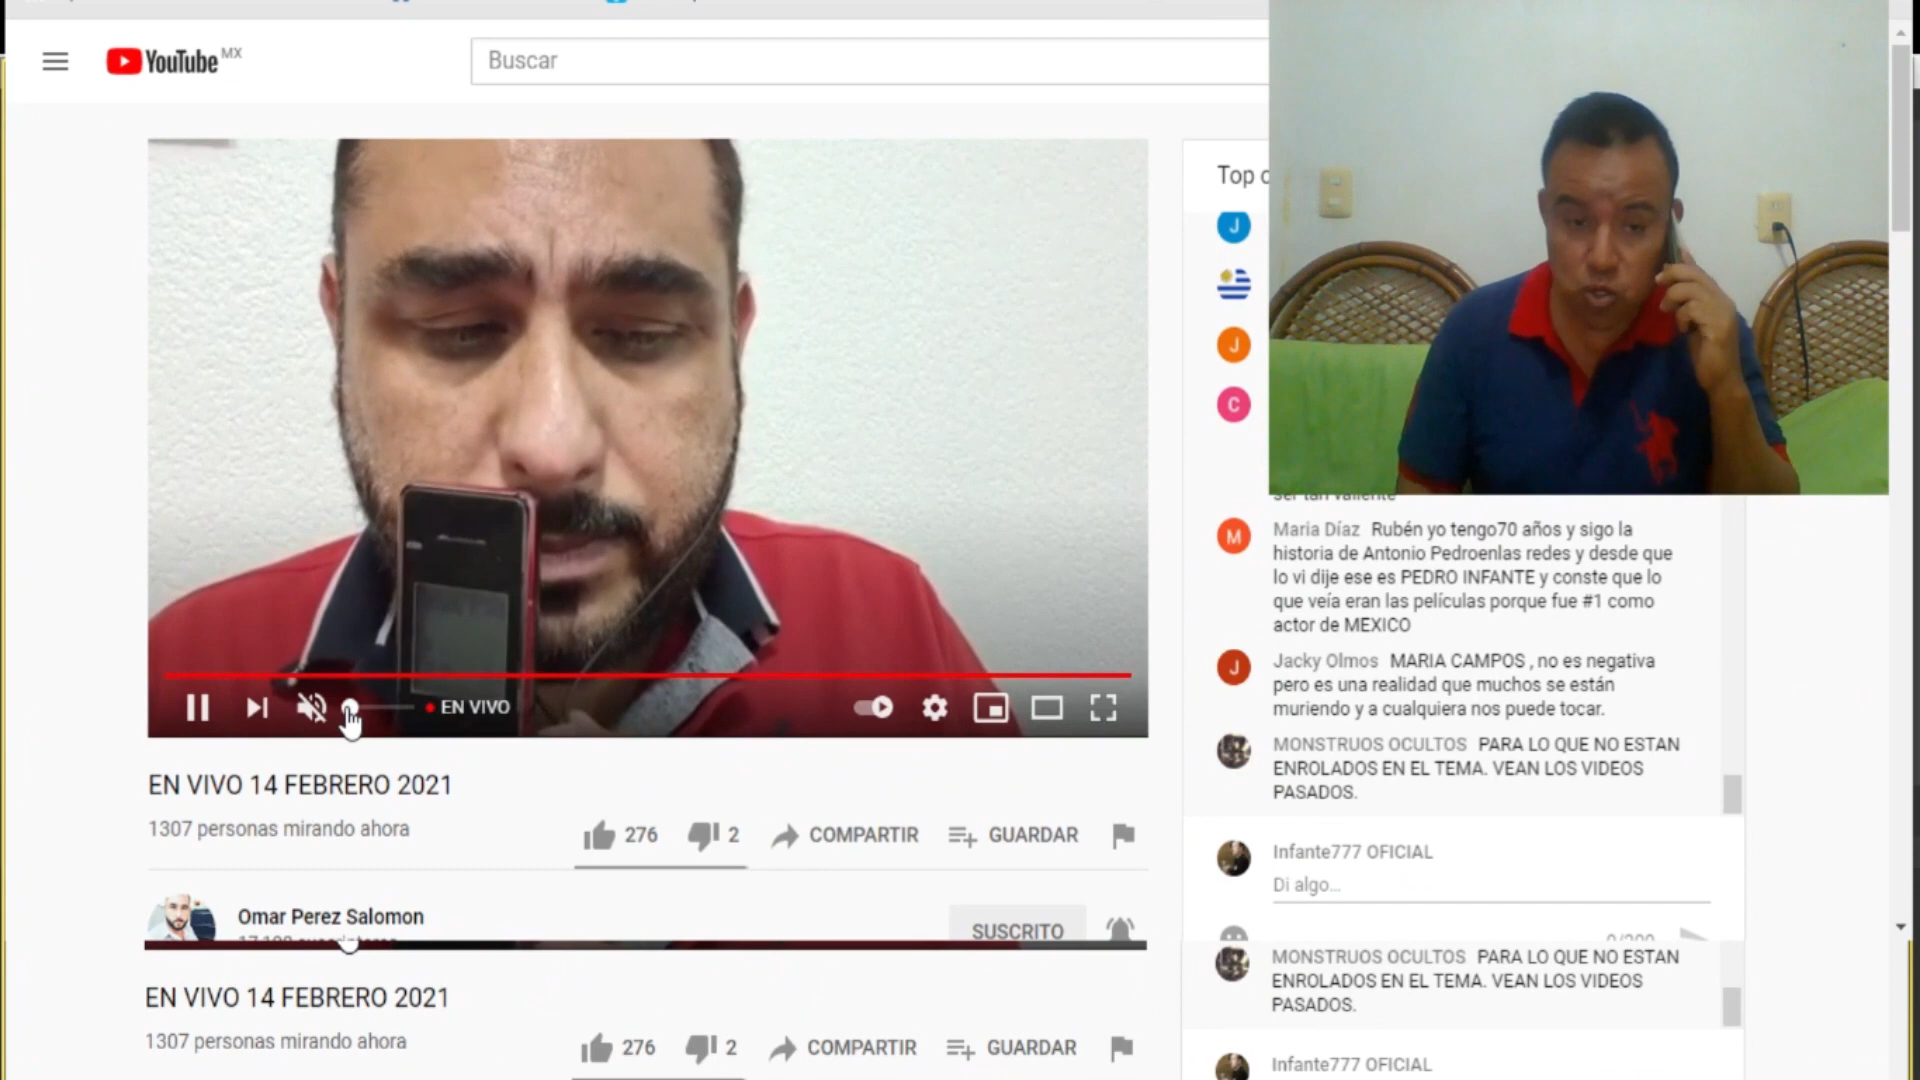 YouTube MX
Buscar
Top
J
J
C
ser tan valiente
M
Maria Díaz Rubén yo tengo70 años y sigo la
historia de Antonio Pedroenlas redes y desde que
lo vi dije ese es PEDRO INFANTE y conste que lo
que veía eran las películas porque fue #1 como
actor de MEXICO
J
Jacky Olmos MARIA CAMPOS , no es negativa
pero es una realidad que muchos se están
muriendo y a cualquiera nos puede tocar.
MONSTRUOS OCULTOS PARA LO QUE NO ESTAN
ENROLADOS EN EL TEMA. VEAN LOS VIDEOS
PASADOS.
Infante777 OFICIAL
Di algo...
0/200
EN VIVO
EN VIVO 14 FEBRERO 2021
1307 personas mirando ahora
276
2
COMPARTIR
GUARDAR
Omar Perez Salomon
SUSCRITO
MONSTRUOS OCULTOS PARA LO QUE NO ESTAN
ENROLADOS EN EL TEMA. VEAN LOS VIDEOS
PASADOS.
EN VIVO 14 FEBRERO 2021
1307 personas mirando ahora
276
2
COMPARTIR
GUARDAR
Infante777 OFICIAL